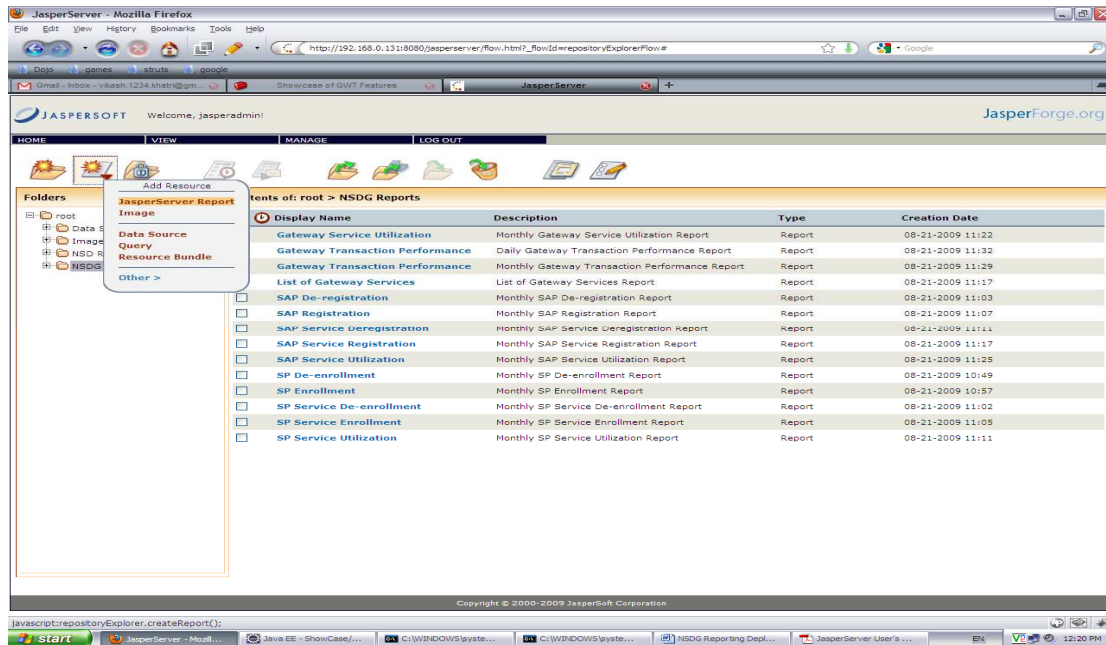 JasperServer - Mozilla Firefox
File Edit View History Bookmarks Tools Help
http://192.168.0.131:8080/jasperserver/flow.html?_flowId=repositoryExplorerFlow#
Google
Dojo games struts google
Gmail - Inbox - vikash.1234.khatri@gm...
Showcase of GWT Features
JasperServer
JASPERSOFT Welcome, jasperadmin!
JasperForge.org
HOME VIEW MANAGE LOG OUT
Add Resource
JasperServer Report
Image
Data Source
Query
Resource Bundle
Other >
Folders
root
Data S
Image
NSD R
NSDG
tents of: root > NSDG Reports
Display Name Description Type Creation Date
Gateway Service Utilization Monthly Gateway Service Utilization Report Report 08-21-2009 11:22
Gateway Transaction Performance Daily Gateway Transaction Performance Report Report 08-21-2009 11:32
Gateway Transaction Performance Monthly Gateway Transaction Performance Report Report 08-21-2009 11:29
List of Gateway Services List of Gateway Services Report Report 08-21-2009 11:17
SAP De-registration Monthly SAP De-registration Report Report 08-21-2009 11:03
SAP Registration Monthly SAP Registration Report Report 08-21-2009 11:07
SAP Service Deregistration Monthly SAP Service Deregistration Report Report 08-21-2009 11:11
SAP Service Registration Monthly SAP Service Registration Report Report 08-21-2009 11:17
SAP Service Utilization Monthly SAP Service Utilization Report Report 08-21-2009 11:25
SP De-enrollment Monthly SP De-enrollment Report Report 08-21-2009 10:49
SP Enrollment Monthly SP Enrollment Report Report 08-21-2009 10:57
SP Service De-enrollment Monthly SP Service De-enrollment Report Report 08-21-2009 11:02
SP Service Enrollment Monthly SP Service Enrollment Report Report 08-21-2009 11:05
SP Service Utilization Monthly SP Service Utilization Report Report 08-21-2009 11:11
Copyright © 2000-2009 JasperSoft Corporation
javascript:repositoryExplorer.createReport();
start JasperServer - Mozill... Java EE - ShowCase/... C:\WINDOWS\syste... C:\WINDOWS\syste... NSDG Reporting Depl... JasperServer User's ... EN 12:20 PM